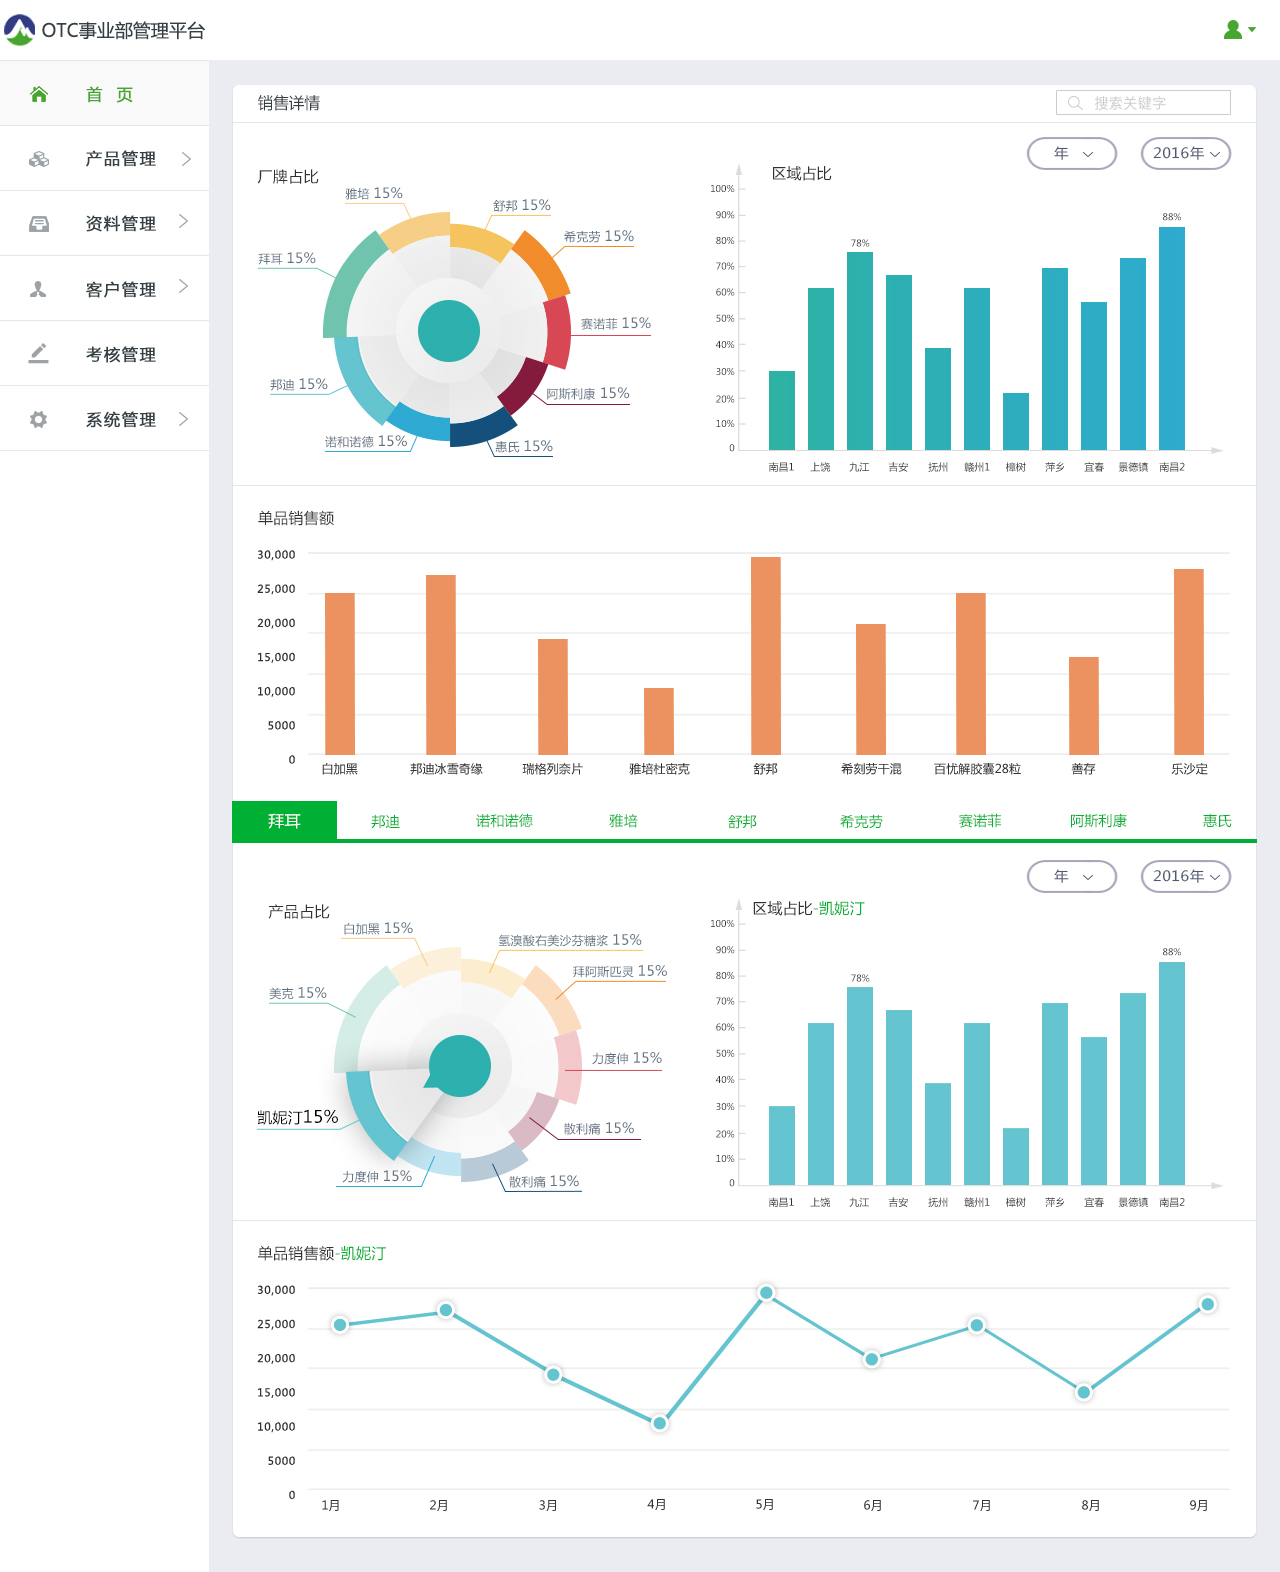 OTC事业部管理平台
首 页
产品管理
资料管理
客户管理
考核管理
系统管理
销售详情
搜索关键字
年
2016年
厂牌占比
雅培 15%
舒邦 15%
希克劳 15%
拜耳 15%
赛诺菲 15%
邦迪 15%
阿斯利康 15%
诺和诺德 15%
惠氏 15%
区域占比
100%
90%
80%
70%
60%
50%
40%
30%
20%
10%
0
78%
88%
南昌1
上饶
九江
吉安
抚州
赣州1
樟树
萍乡
宜春
景德镇
南昌2
单品销售额
30,000
25,000
20,000
15,000
10,000
5000
0
白加黑
邦迪冰雪奇缘
瑞格列奈片
雅培杜密克
舒邦
希刻劳干混
百忧解胶囊28粒
善存
乐沙定
拜耳
邦迪
诺和诺德
雅培
舒邦
希克劳
赛诺菲
阿斯利康
惠氏
年
2016年
产品占比
白加黑 15%
氢溴酸右美沙芬糖浆 15%
拜阿斯匹灵 15%
美克 15%
力度伸 15%
凯妮汀15%
散利痛 15%
力度伸 15%
散利痛 15%
区域占比-凯妮汀
100%
90%
80%
70%
60%
50%
40%
30%
20%
10%
0
78%
88%
南昌1
上饶
九江
吉安
抚州
赣州1
樟树
萍乡
宜春
景德镇
南昌2
单品销售额-凯妮汀
30,000
25,000
20,000
15,000
10,000
5000
0
1月
2月
3月
4月
5月
6月
7月
8月
9月